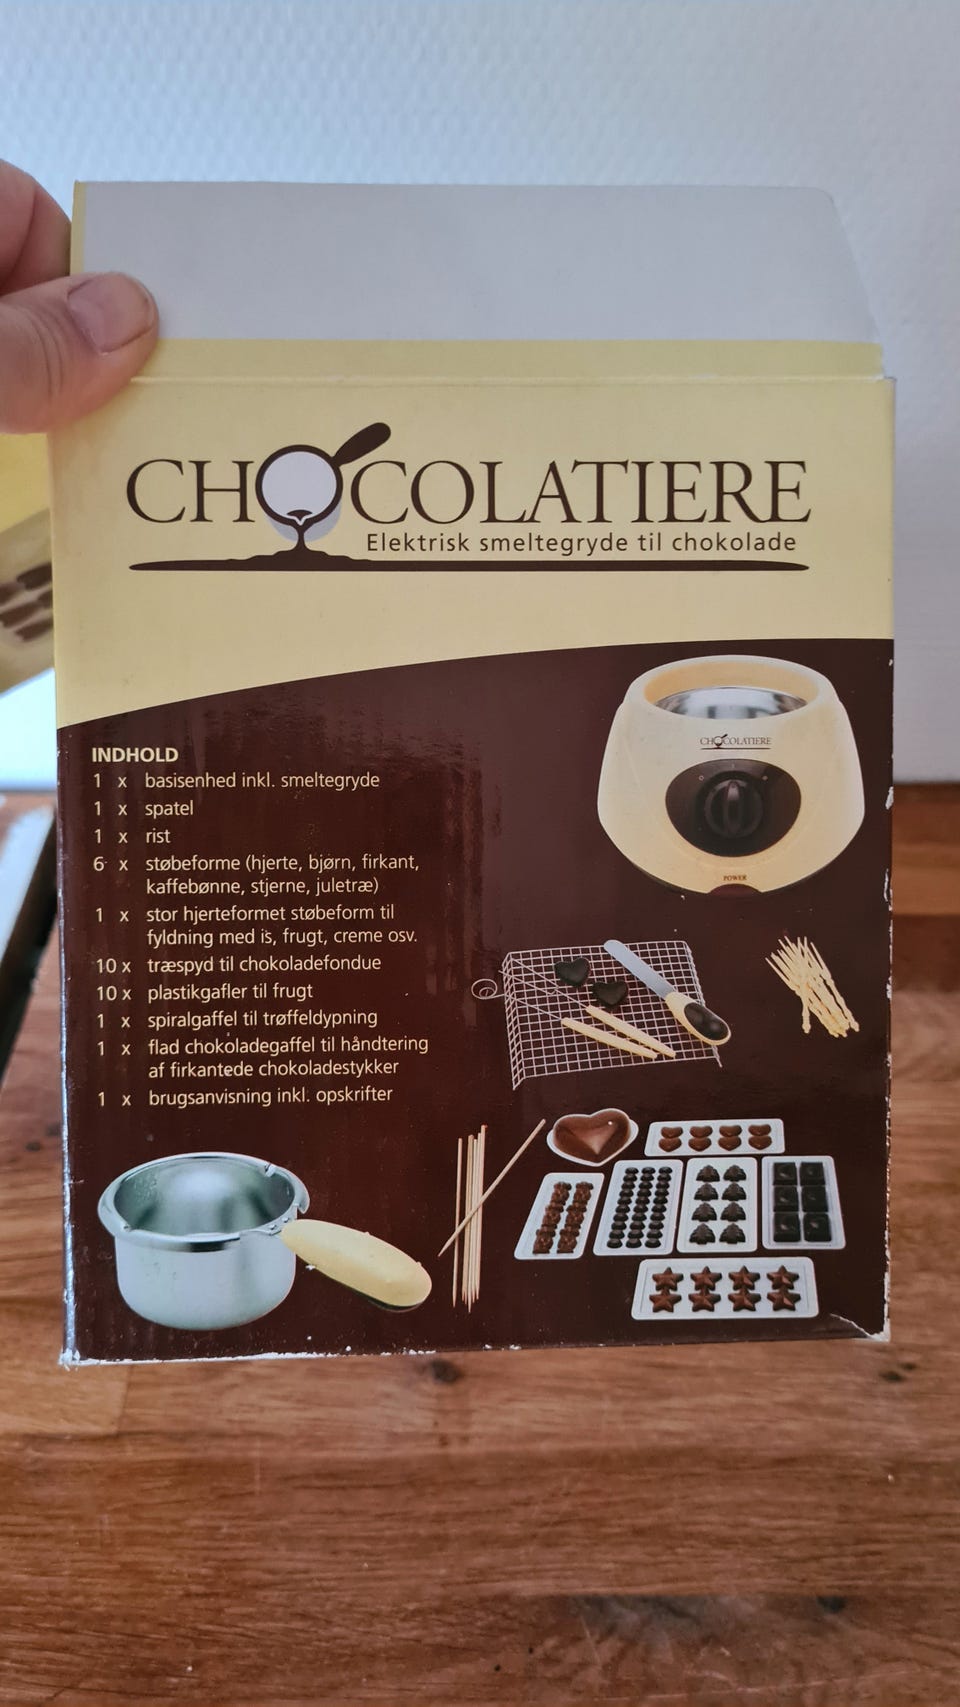 CHOCOLATIERE
Elektrisk smeltegryde til chokolade
CHOCOLATIERE
POWER
INDHOLD
1 x basisenhed inkl. smeltegryde
1 x spatel
1 x rist
6 x støbeforme (hjerte, bjørn, firkant,
kaffebønne, stjerne, juletræ)
1 x stor hjerteformet støbeform til
fyldning med is, frugt, creme osv.
10 x træspyd til chokoladefondue
10 x plastikgafler til frugt
1 x spiralgaffel til trøffeldypning
1 x flad chokoladegaffel til håndtering
af firkantede chokoladestykker
1 x brugsanvisning inkl. opskrifter